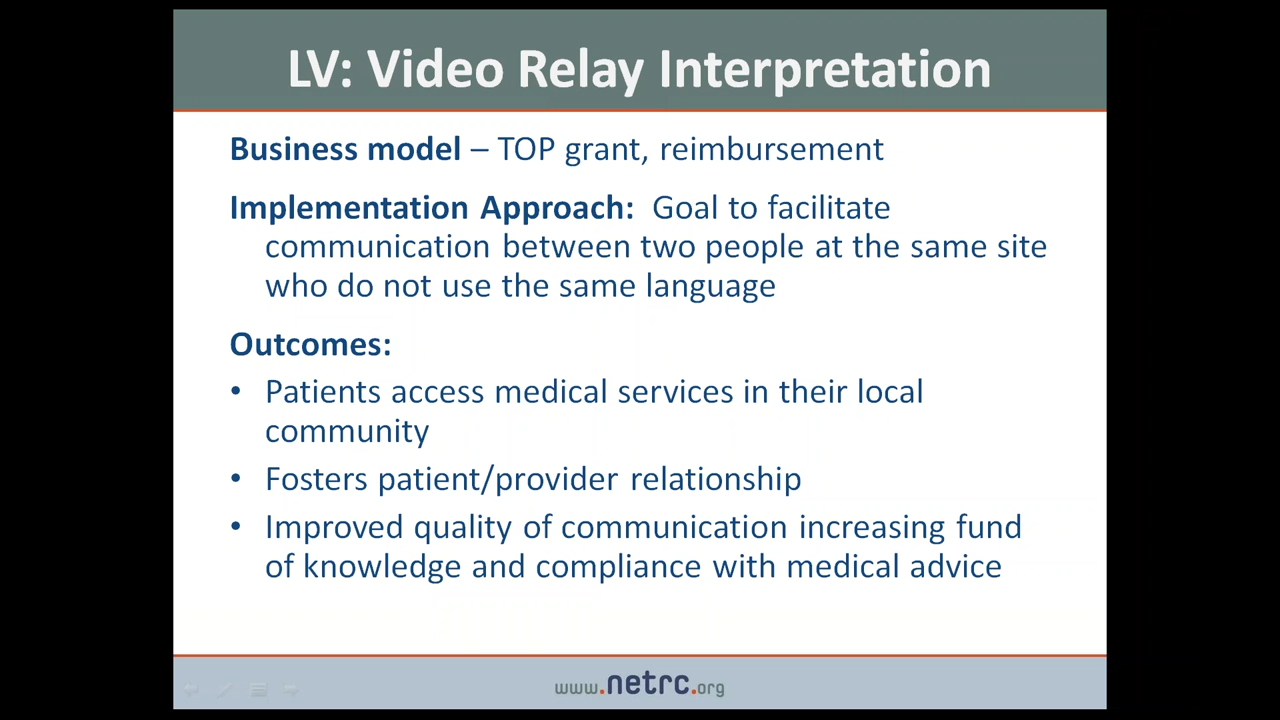 LV: Video Relay Interpretation
Business model – TOP grant, reimbursement
Implementation Approach: Goal to facilitate
communication between two people at the same site
who do not use the same language
Outcomes:
• Patients access medical services in their local
community
• Fosters patient/provider relationship
• Improved quality of communication increasing fund
of knowledge and compliance with medical advice
www.netrc.org